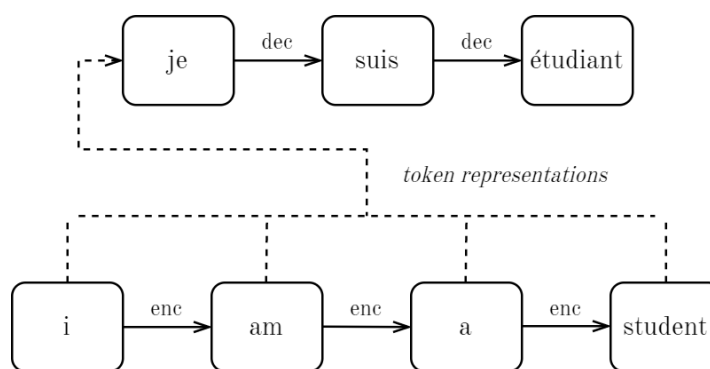 dec dec
je suis étudiant
token representations
enc enc enc
i am a student